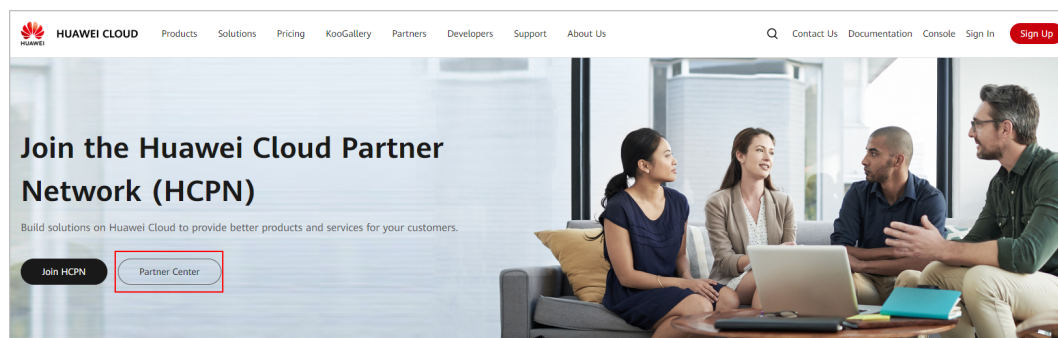 HUAWEI
HUAWEI CLOUD Products Solutions Pricing KooGallery Partners Developers Support About Us Contact Us Documentation Console Sign In Sign Up
Join the Huawei Cloud Partner
Network (HCPN)
Build solutions on Huawei Cloud to provide better products and services for your customers.
Join HCPN Partner Center